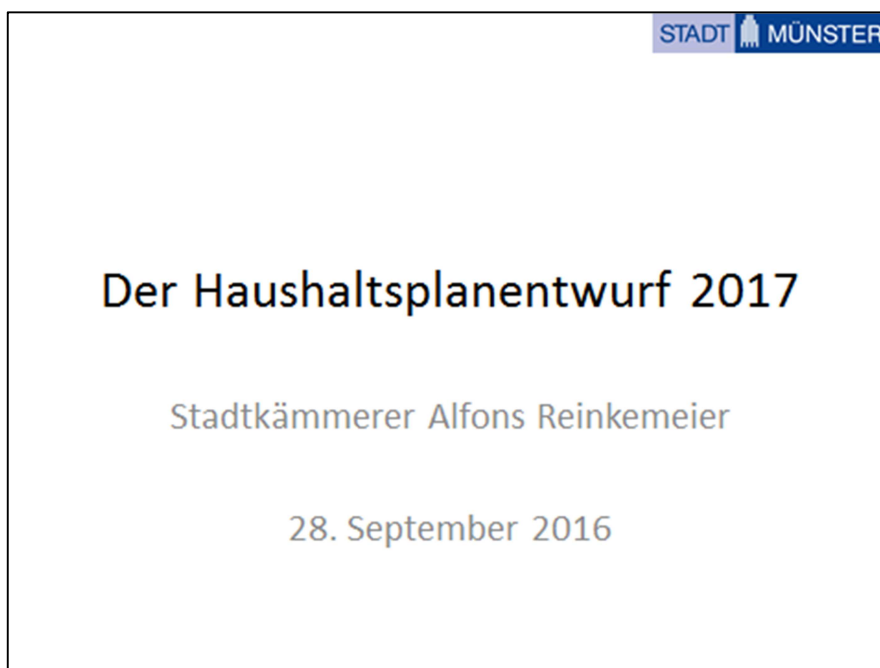 STADT MÜNSTER
Der Haushaltsplanentwurf 2017
Stadtkämmerer Alfons Reinkemeier
28. September 2016